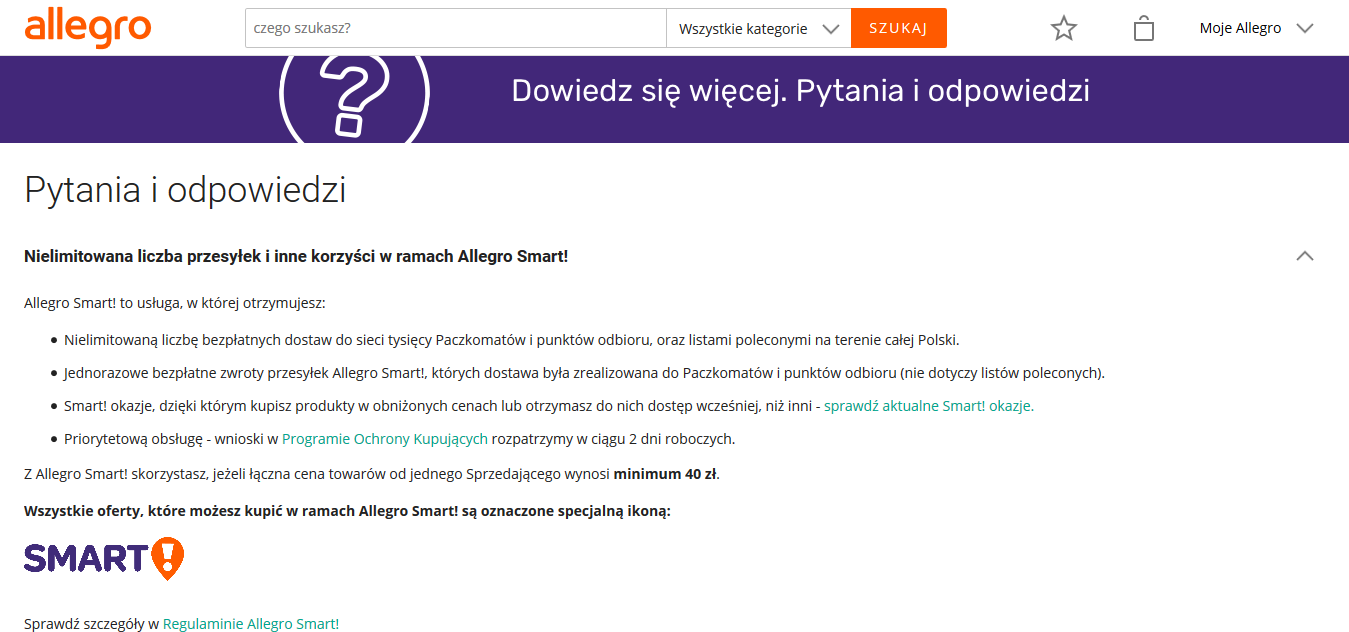 allegro
czego szukasz?
Wszystkie kategorie
SZUKAJ
Moje Allegro
Dowiedz się więcej. Pytania i odpowiedzi
Pytania i odpowiedzi
Nielimitowana liczba przesyłek i inne korzyści w ramach Allegro Smart!
Allegro Smart! to usługa, w której otrzymujesz:
• Nielimitowaną liczbę bezpłatnych dostaw do sieci tysięcy Paczkomatów i punktów odbioru, oraz listami poleconymi na terenie całej Polski.
• Jednorazowe bezpłatne zwroty przesyłek Allegro Smart!, których dostawa była zrealizowana do Paczkomatów i punktów odbioru (nie dotyczy listów poleconych).
• Smart! okazje, dzięki którym kupisz produkty w obniżonych cenach lub otrzymasz do nich dostęp wcześniej, niż inni - sprawdź aktualne Smart! okazje.
• Priorytetową obsługę - wnioski w Programie Ochrony Kupujących rozpatrzymy w ciągu 2 dni roboczych.
Z Allegro Smart! skorzystasz, jeżeli łączna cena towarów od jednego Sprzedającego wynosi minimum 40 zł.
Wszystkie oferty, które możesz kupić w ramach Allegro Smart! są oznaczone specjalną ikoną:
SMART!
Sprawdź szczegóły w Regulaminie Allegro Smart!